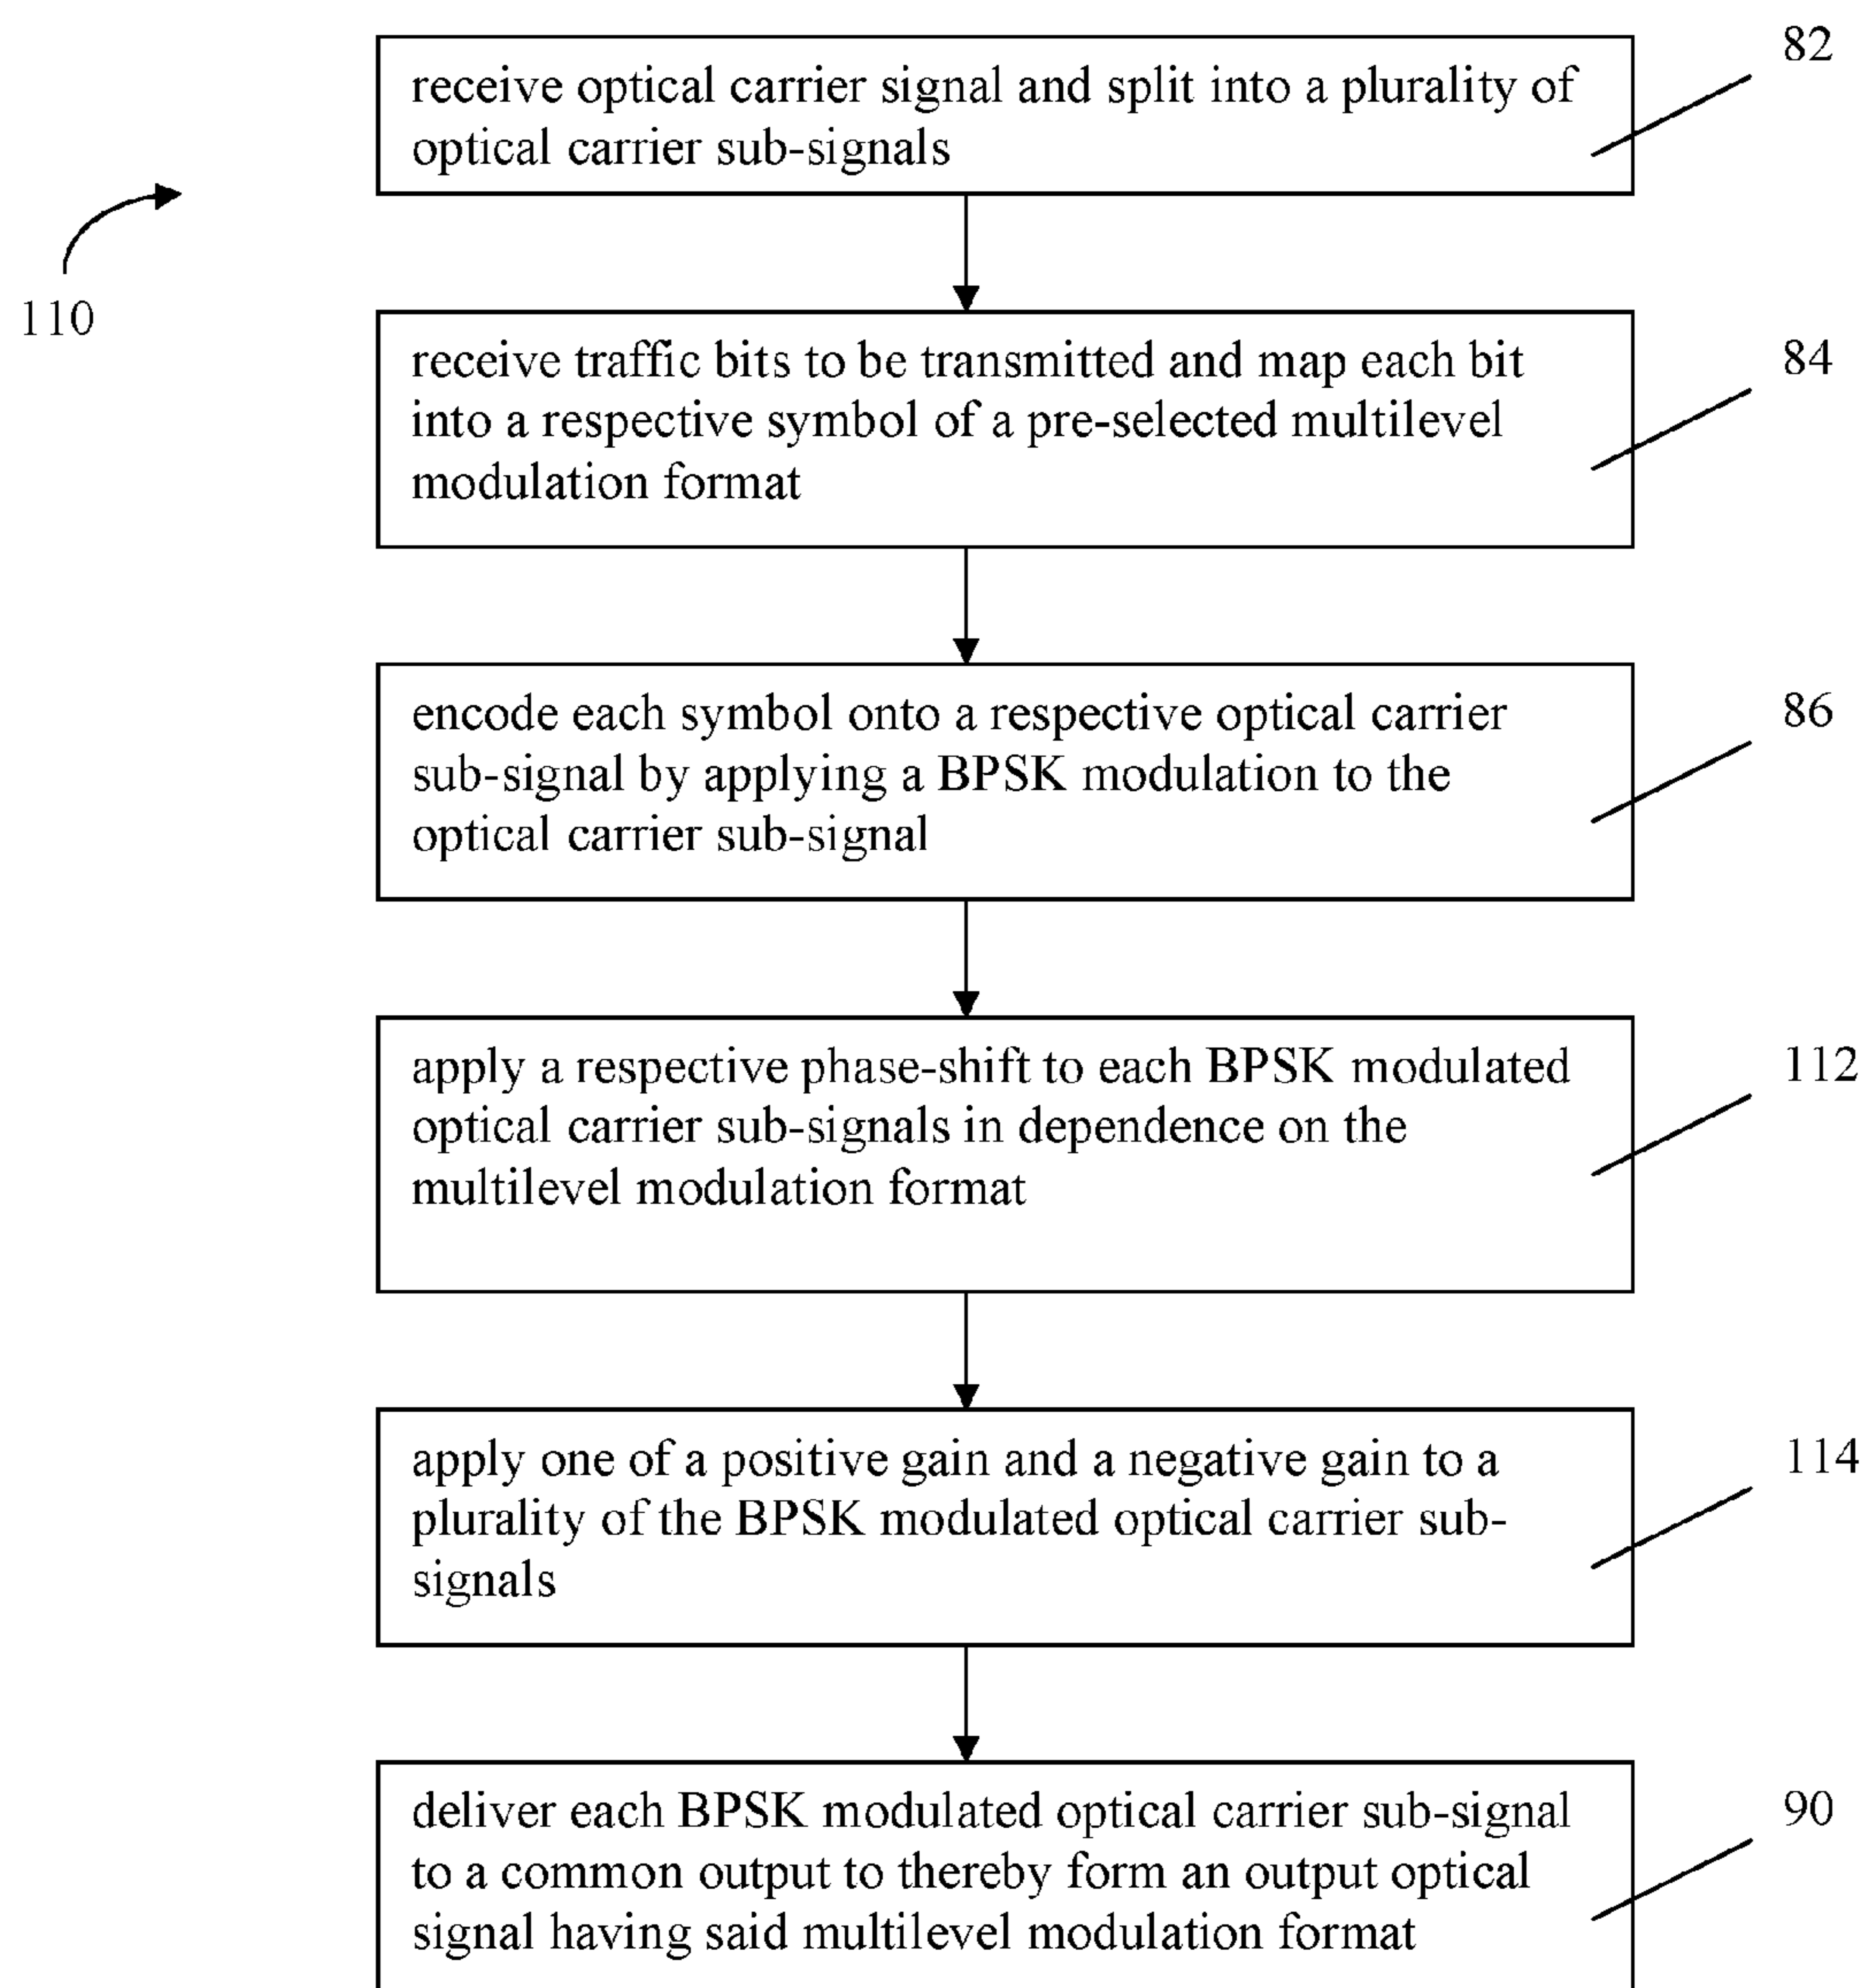 receive optical carrier signal and split into a plurality of
optical carrier sub-signals
82
110
receive traffic bits to be transmitted and map each bit
into a respective symbol of a pre-selected multilevel
modulation format
84
encode each symbol onto a respective optical carrier
sub-signal by applying a BPSK modulation to the
optical carrier sub-signal
86
apply a respective phase-shift to each BPSK modulated
optical carrier sub-signals in dependence on the
multilevel modulation format
112
apply one of a positive gain and a negative gain to a
plurality of the BPSK modulated optical carrier sub-
signals
114
deliver each BPSK modulated optical carrier sub-signal
to a common output to thereby form an output optical
signal having said multilevel modulation format
90